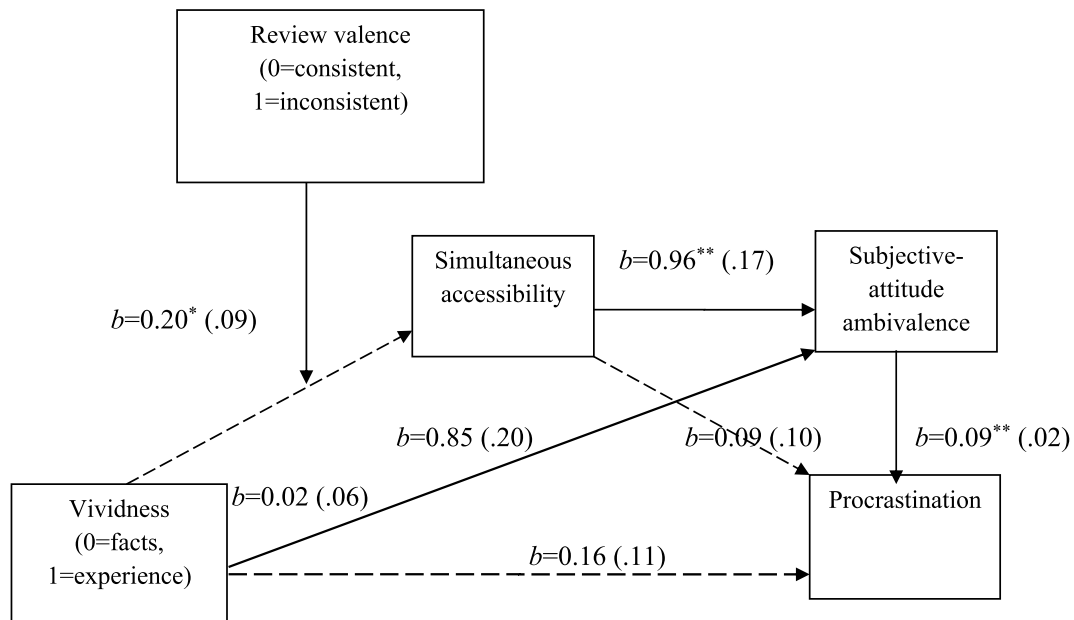 Review valence
(0=consistent,
1=inconsistent)
Simultaneous
accessibility
b=0.96** (.17)
Subjective-
attitude
ambivalence
b=0.20* (.09)
b=0.85 (.20)
b=0.09 (.10)
b=0.09** (.02)
b=0.02 (.06)
Vividness
(0=facts,
1=experience)
Procrastination
b=0.16 (.11)